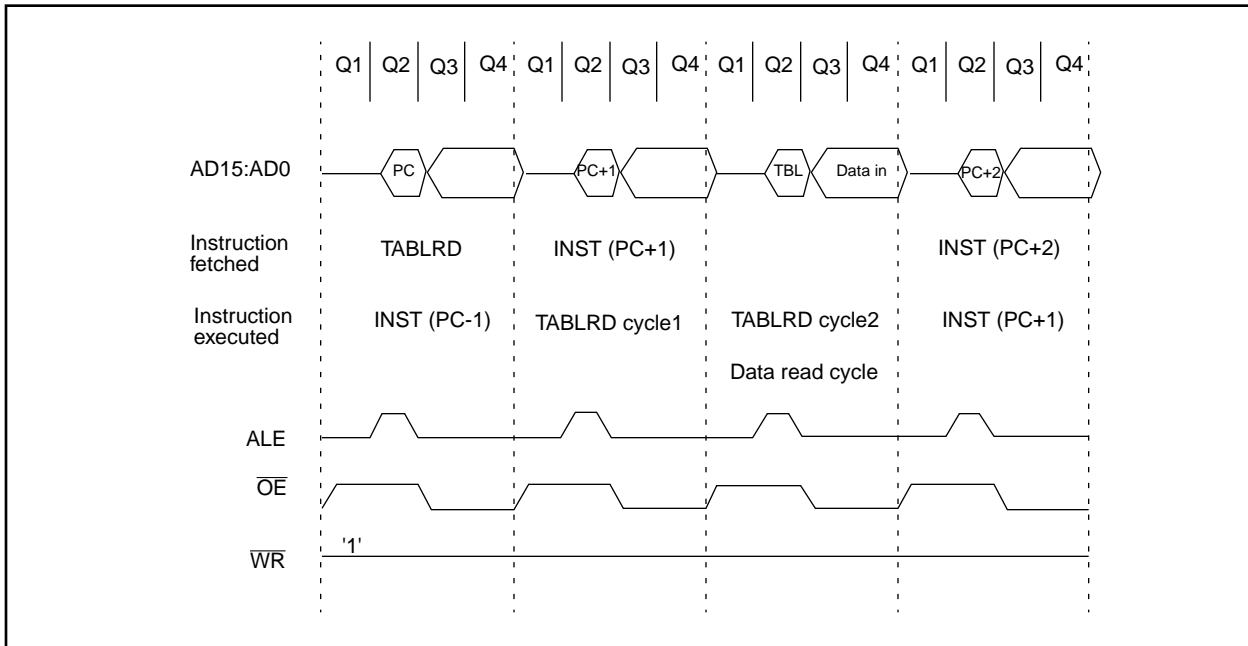 Q1 Q2 Q3 Q4 Q1 Q2 Q3 Q4 Q1 Q2 Q3 Q4 Q1 Q2 Q3 Q4
AD15:AD0 PC PC+1 TBL Data in PC+2
Instruction
fetched
TABLRD INST (PC+1) INST (PC+2)
Instruction
executed
INST (PC-1) TABLRD cycle1 TABLRD cycle2 INST (PC+1)
Data read cycle
ALE
OE
'1'
WR